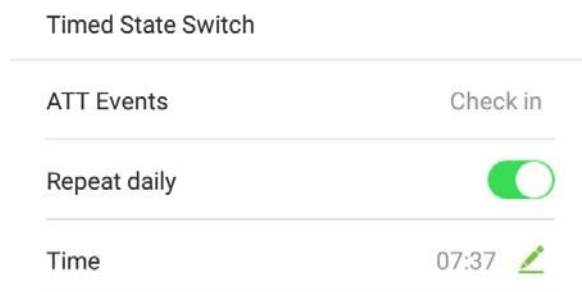 Timed State Switch
ATT Events Check in
Repeat daily
Time 07:37